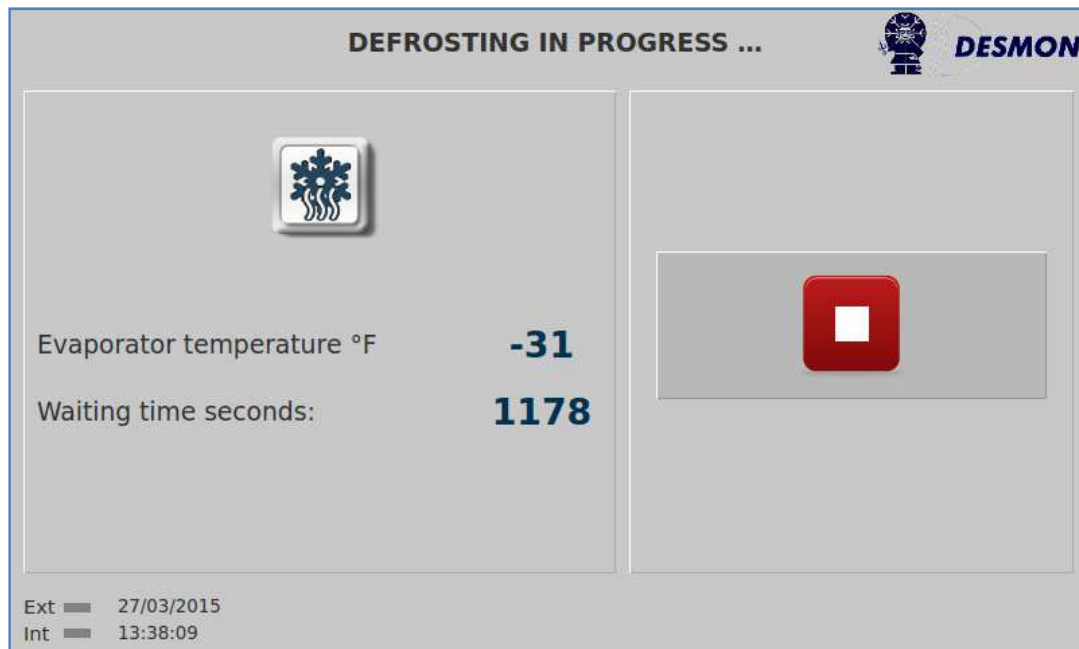 DEFROSTING IN PROGRESS ...
DESMON
Evaporator temperature °F -31
Waiting time seconds: 1178
Ext 27/03/2015
Int 13:38:09